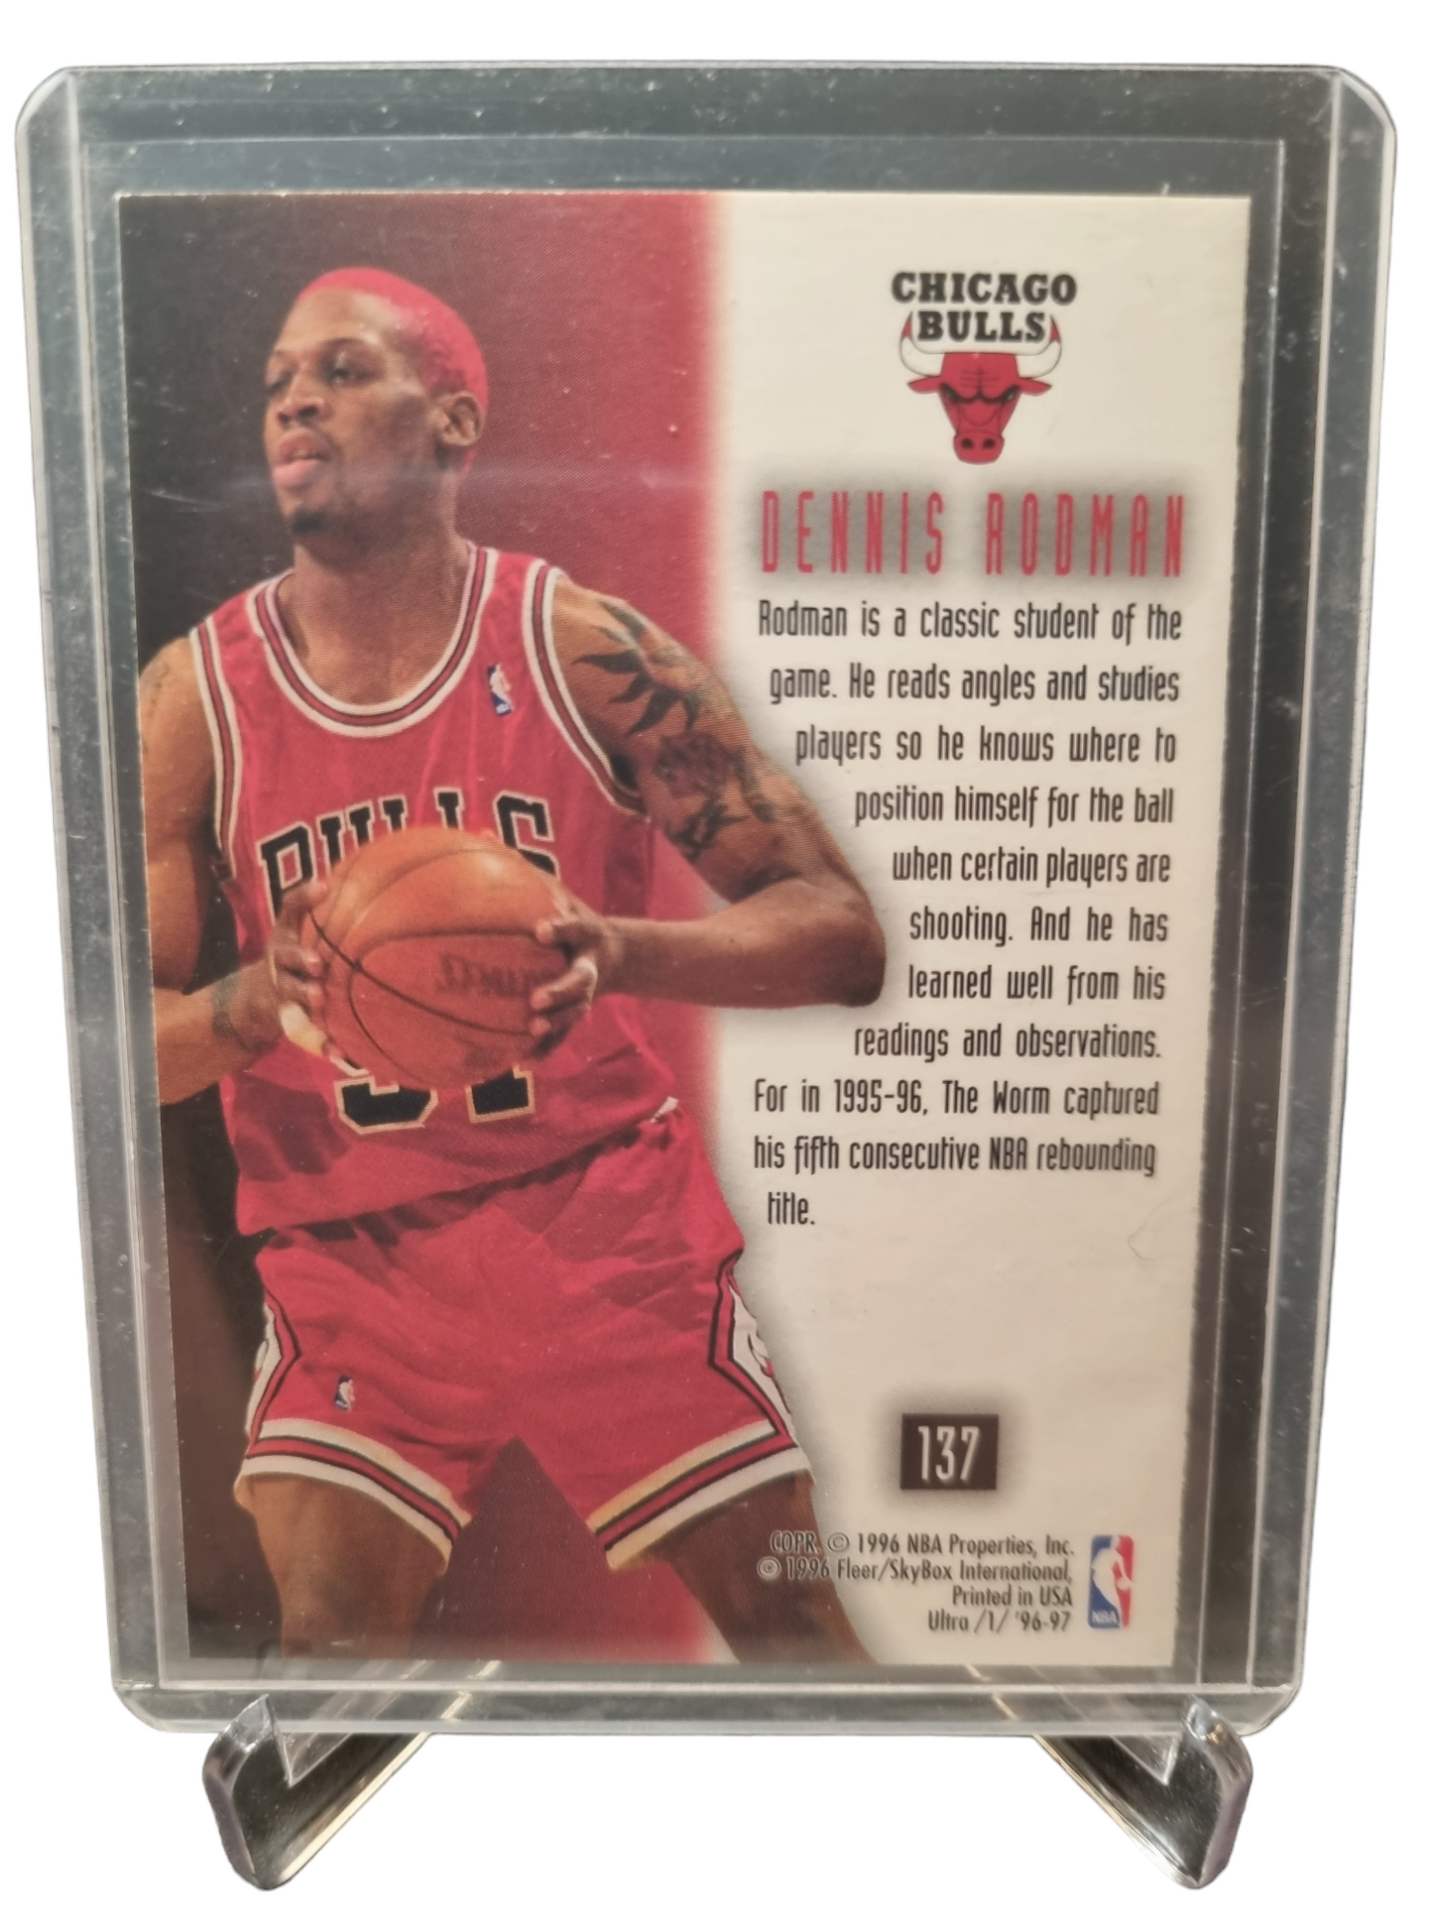 CHICAGO
BULLS
DENNIS RODMAN
Rodman is a classic student of the
game. He reads angles and studies
players so he knows where to
position himself for the ball
when certain players are
shooting. And he has
learned well from his
readings and observations.
For in 1995-96, The Worm captured
his fifth consecutive NBA rebounding
title.
BULLS
91
137
COPR. © 1996 NBA Properties, Inc.
© 1996 Fleer/SkyBox International,
Printed in USA
Ultra /1/ '96-97
NBA